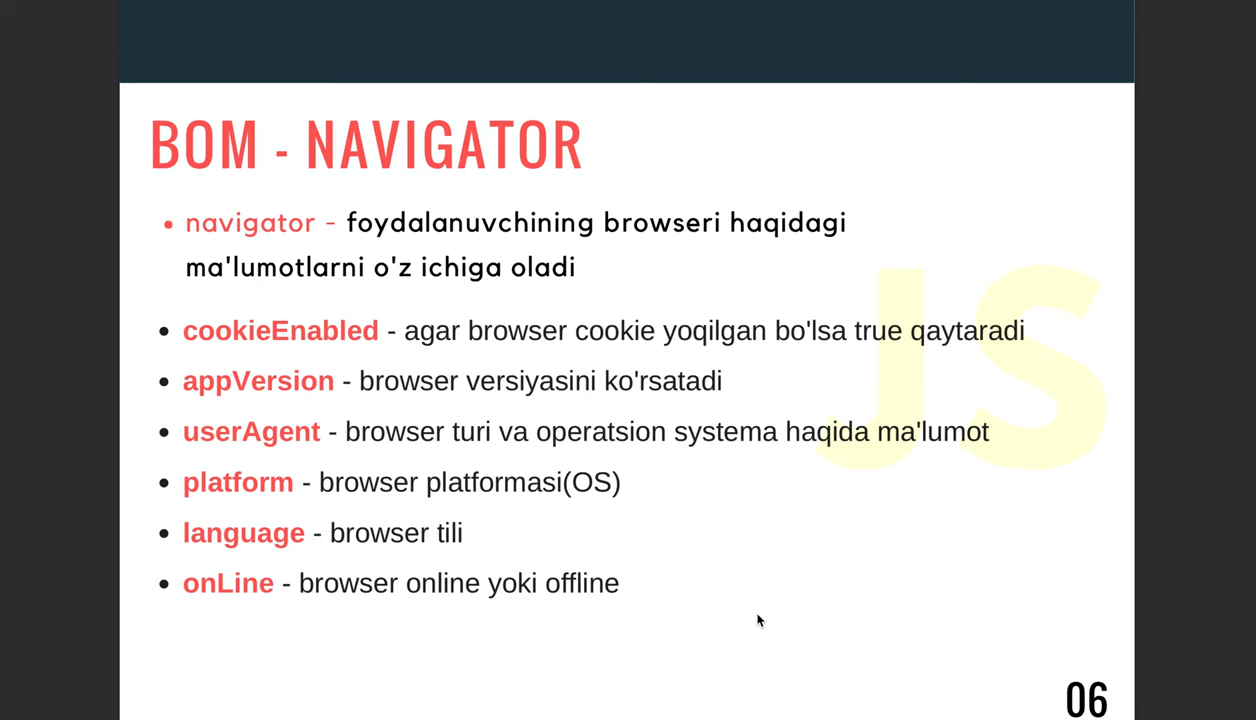 BOM - NAVIGATOR
• navigator - foydalanuvchining browseri haqidagi
ma'lumotlarni o'z ichiga oladi
• cookieEnabled - agar browser cookie yoqilgan bo'lsa true qaytaradi
• appVersion - browser versiyasini ko'rsatadi
• userAgent - browser turi va operatsion systema haqida ma'lumot
• platform - browser platformasi(OS)
• language - browser tili
• onLine - browser online yoki offline
JS
06